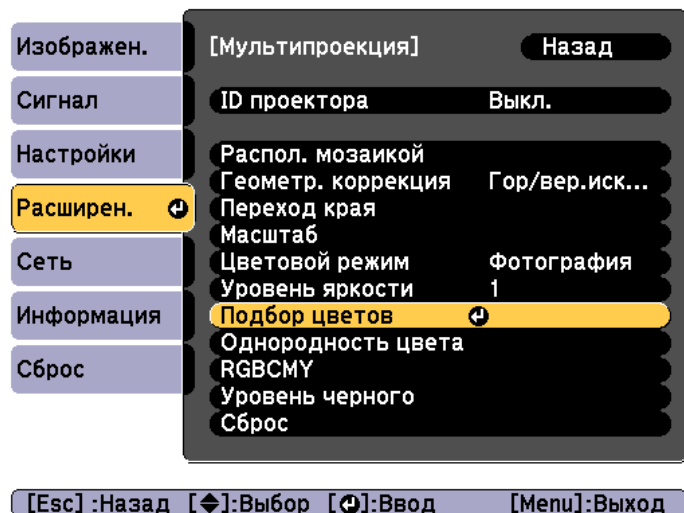 Изображен.
Сигнал
Настройки
Расширен.
Сеть
Информация
Сброс
[Мультипроекция] Назад
ID проектора Выкл.
Распол. мозаикой
Геометр. коррекция Гор/вер.иск...
Переход края
Масштаб
Цветовой режим Фотография
Уровень яркости 1
Подбор цветов
Однородность цвета
RGBCMY
Уровень черного
Сброс
[Esc] :Назад [◆]:Выбор [⏎]:Ввод [Menu]:Выход